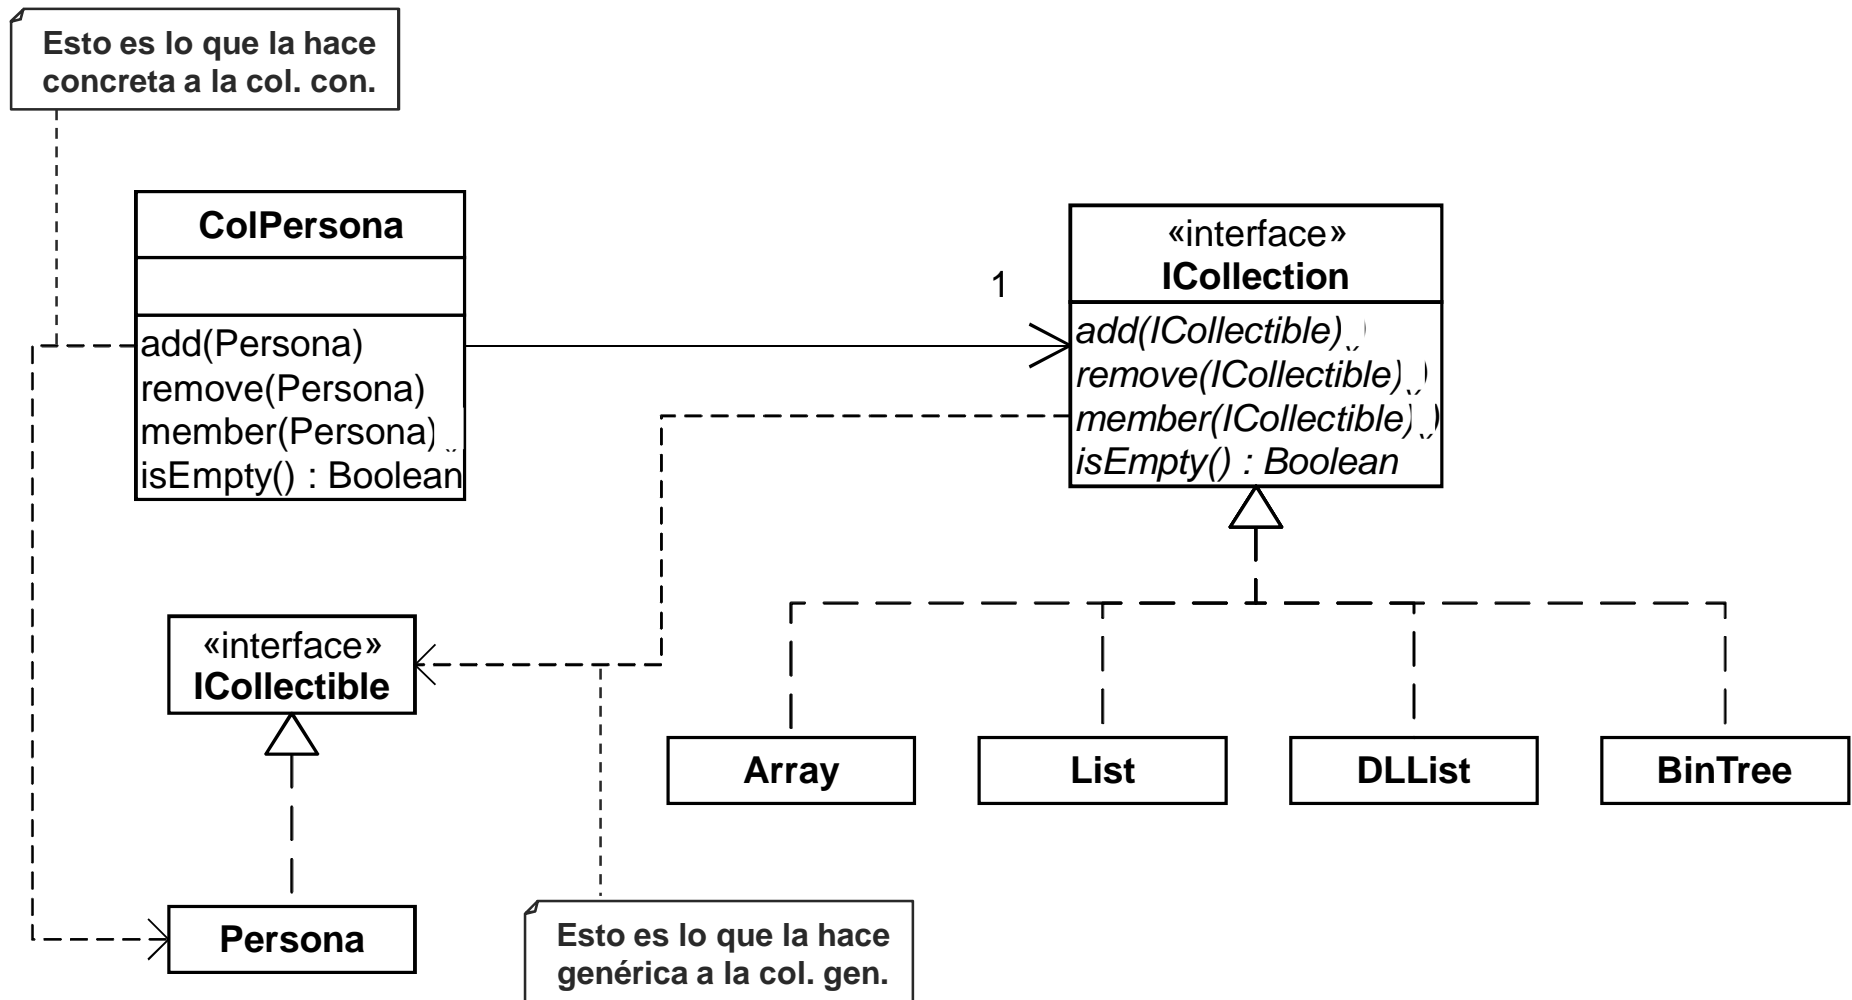 Esto es lo que la hace
concreta a la col. con.
ColPersona
add(Persona)
remove(Persona)
member(Persona)
isEmpty() : Boolean
1
«interface»
ICollection
add(ICollectible)
remove(ICollectible)
member(ICollectible)
isEmpty() : Boolean
«interface»
ICollectible
Array
List
DLList
BinTree
Persona
Esto es lo que la hace
genérica a la col. gen.